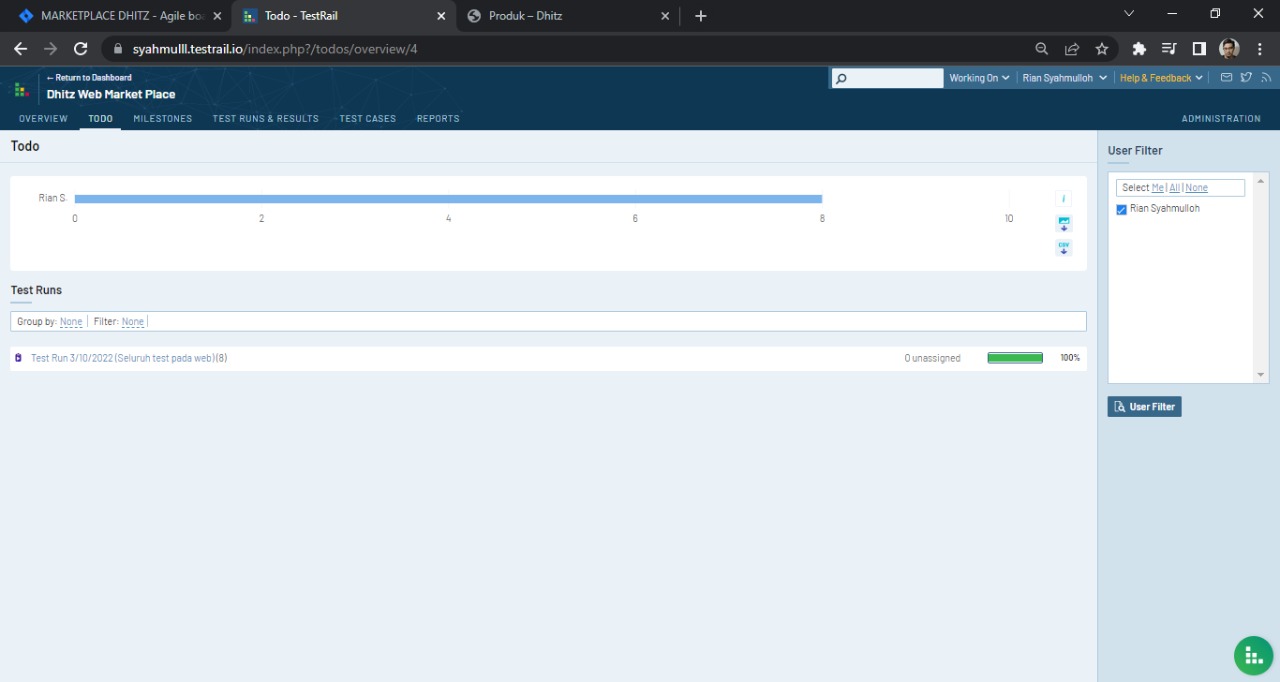 MARKETPLACE DHITZ - Agile boa
Todo - TestRail
Produk – Dhitz
syahmulll.testrail.io/index.php?/todos/overview/4
← Return to Dashboard
Dhitz Web Market Place
Working On
Rian Syahmulloh
Help & Feedback
OVERVIEW TODO MILESTONES TEST RUNS & RESULTS TEST CASES REPORTS ADMINISTRATION
Todo
Rian S.
0 2 4 6 8 10
i
CSV
Test Runs
Group by: None Filter: None
Test Run 3/10/2022 (Seluruh test pada web) (8) 0 unassigned 100%
User Filter
Select Me | All | None
Rian Syahmulloh
User Filter